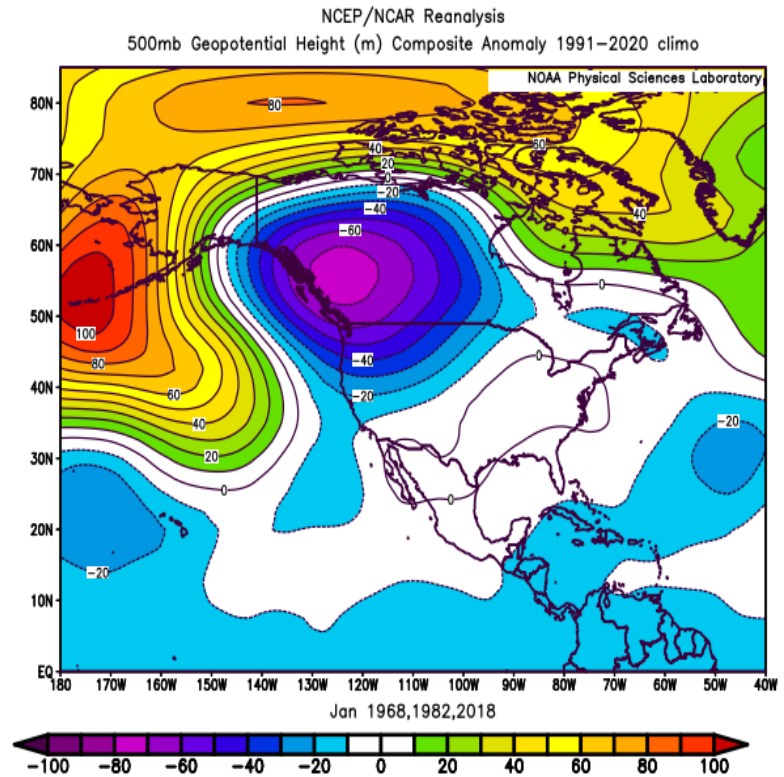 NCEP/NCAR Reanalysis
500mb Geopotential Height (m) Composite Anomaly 1991-2020 climo
NOAA Physical Sciences Laboratory
80N
80
60
40
20
0
-20
70N
-40
40
60N
-60
0
50N
100
80
-40
0
40N
60
-20
40
-20
30N
20
0
0
20N
-20
10N
EQ
180 170W 160W 150W 140W 130W 120W 110W 100W 90W 80W 70W 60W 50W 40W
Jan 1968,1982,2018
-100 -80 -60 -40 -20 0 20 40 60 80 100